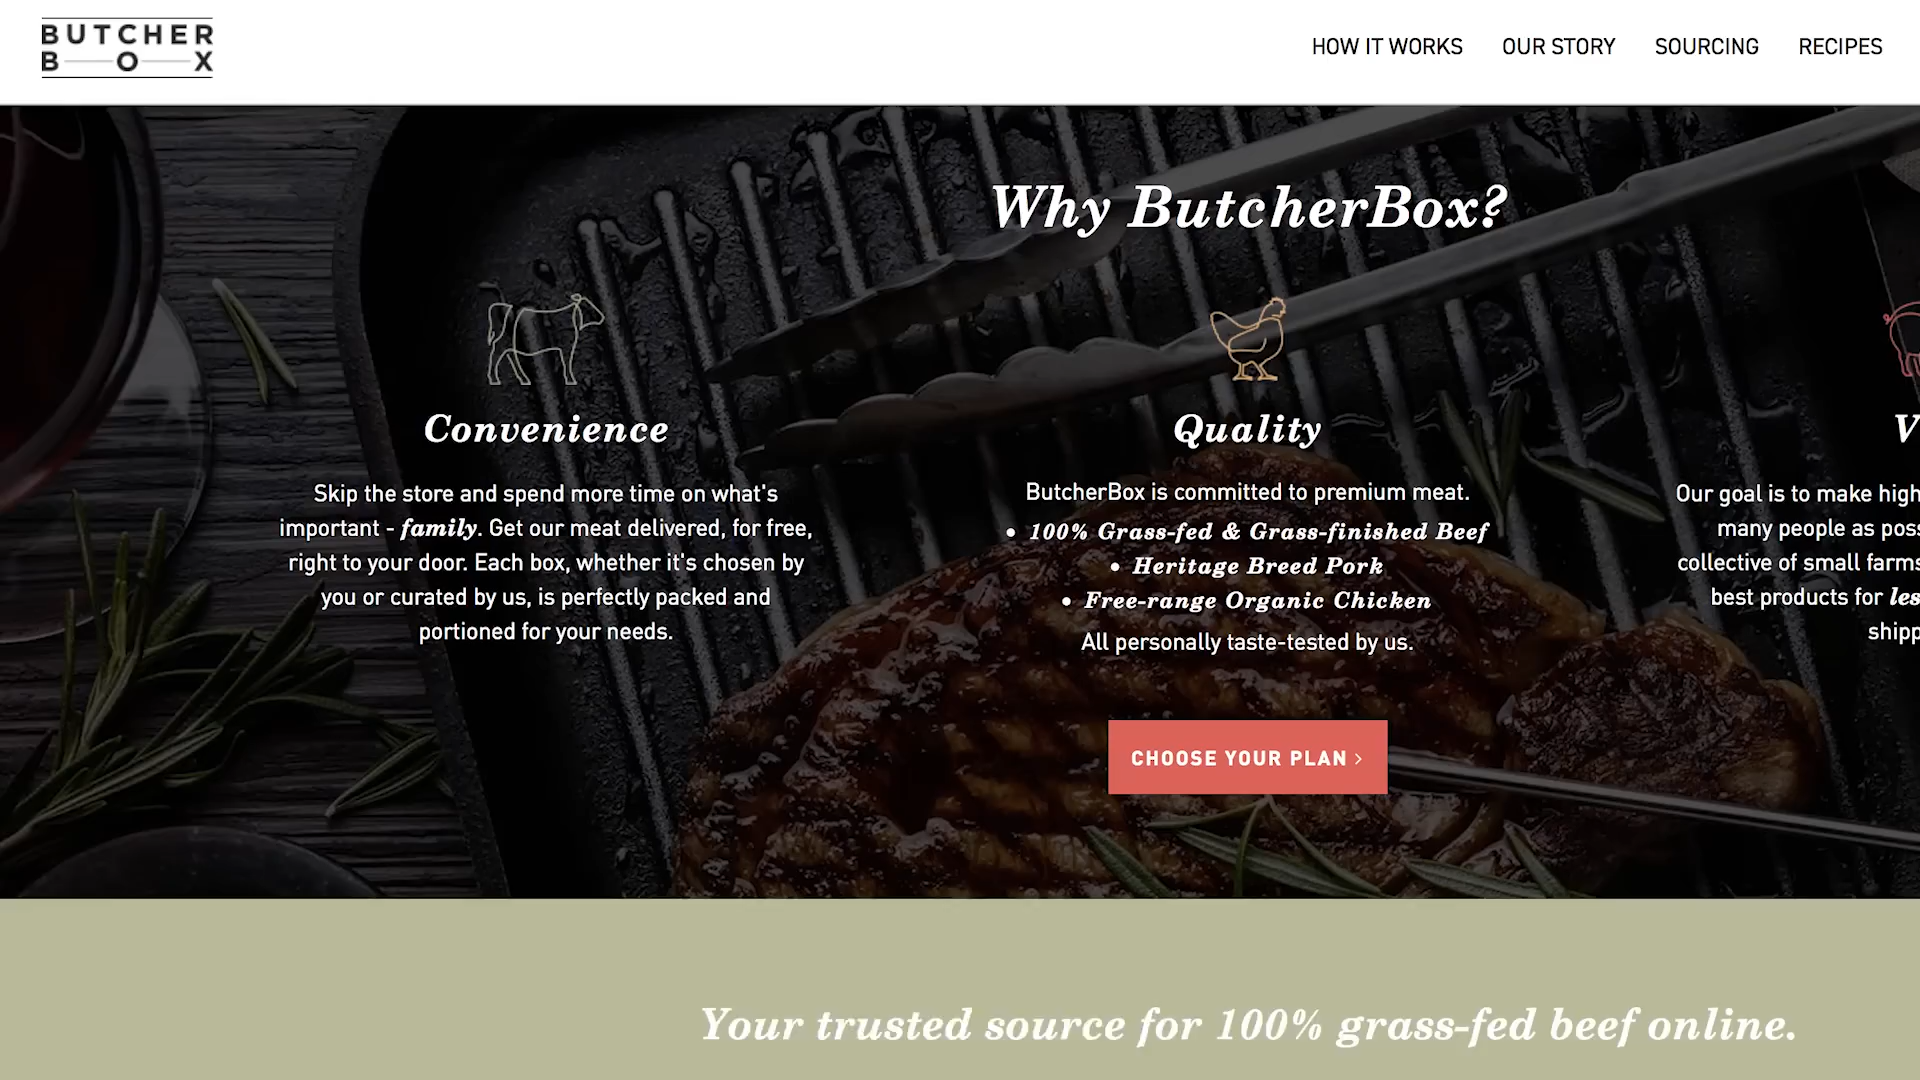 BUTCHER
BOX
HOW IT WORKS
OUR STORY
SOURCING
RECIPES
Why ButcherBox?
Convenience
Skip the store and spend more time on what's
important - family. Get our meat delivered, for free,
right to your door. Each box, whether it's chosen by
you or curated by us, is perfectly packed and
portioned for your needs.
Quality
ButcherBox is committed to premium meat.
• 100% Grass-fed & Grass-finished Beef
• Heritage Breed Pork
• Free-range Organic Chicken
All personally taste-tested by us.
V
Our goal is to make high
many people as poss
collective of small farms
best products for les
shipp
CHOOSE YOUR PLAN >
Your trusted source for 100% grass-fed beef online.